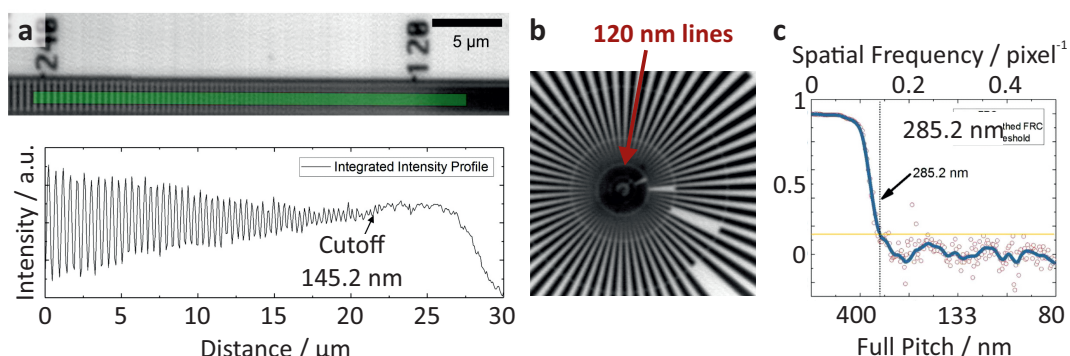 a
240
120
5 µm
Integrated Intensity Profile
Intensity / a.u.
Cutoff
145.2 nm
0 5 10 15 20 25 30
Distance / µm
b
120 nm lines
c
Spatial Frequency / pixel⁻¹
0 0.2 0.4
1
0.5
0
285.2 nm
285.2 nm
400 133 80
Full Pitch / nm